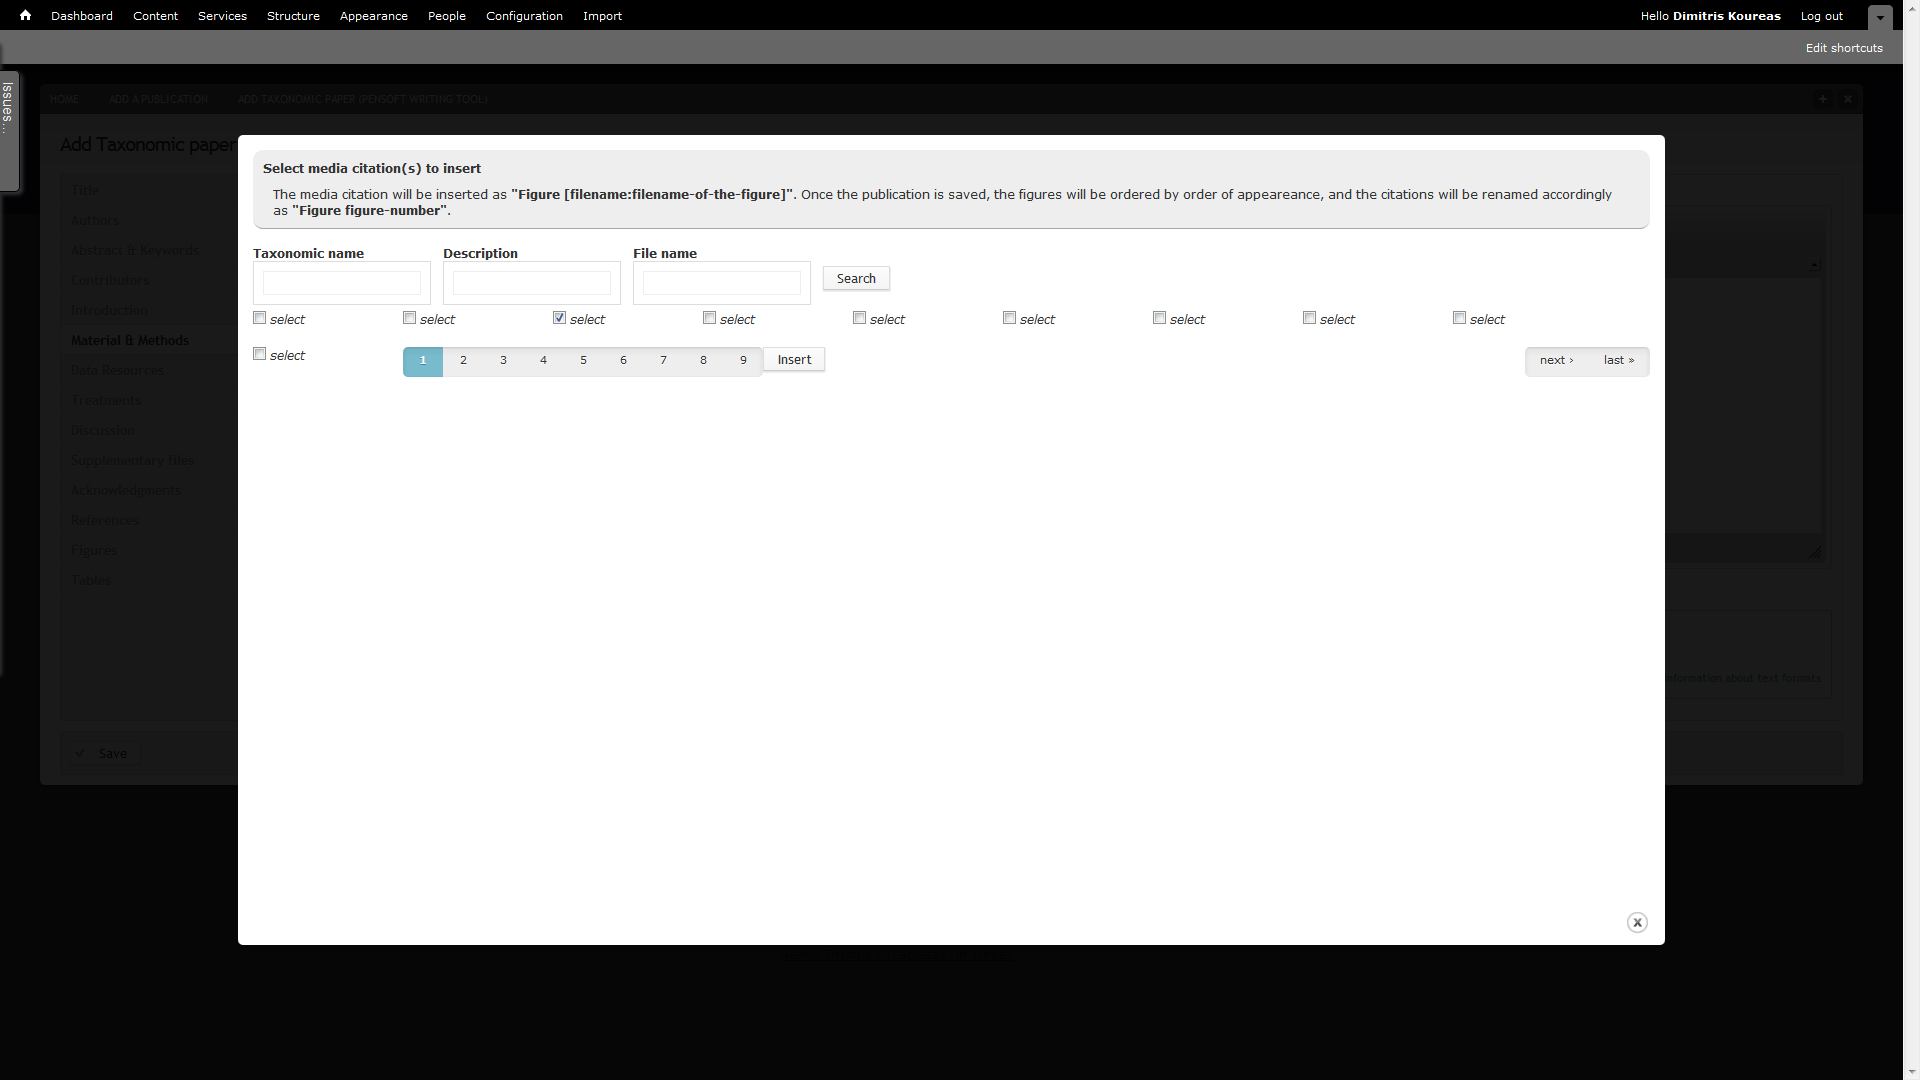 Dashboard Content Services Structure Appearance People Configuration Import Hello Dimitris Koureas Log out
Edit shortcuts
Issues...
HOME ADD A PUBLICATION ADD TAXONOMIC PAPER (PENSOFT WRITING TOOL)
Add Taxonomic paper
Title
Authors
Abstract & Keywords
Contributors
Introduction
Material & Methods
Data Resources
Treatments
Discussion
Supplementary files
Acknowledgments
References
Figures
Tables
Save
Select media citation(s) to insert
The media citation will be inserted as "Figure [filename:filename-of-the-figure]". Once the publication is saved, the figures will be ordered by order of appeareance, and the citations will be renamed accordingly
as "Figure figure-number".
Taxonomic name Description File name
Search
select select select select select select select select select
select 1 2 3 4 5 6 7 8 9 Insert next › last »
information about text formats